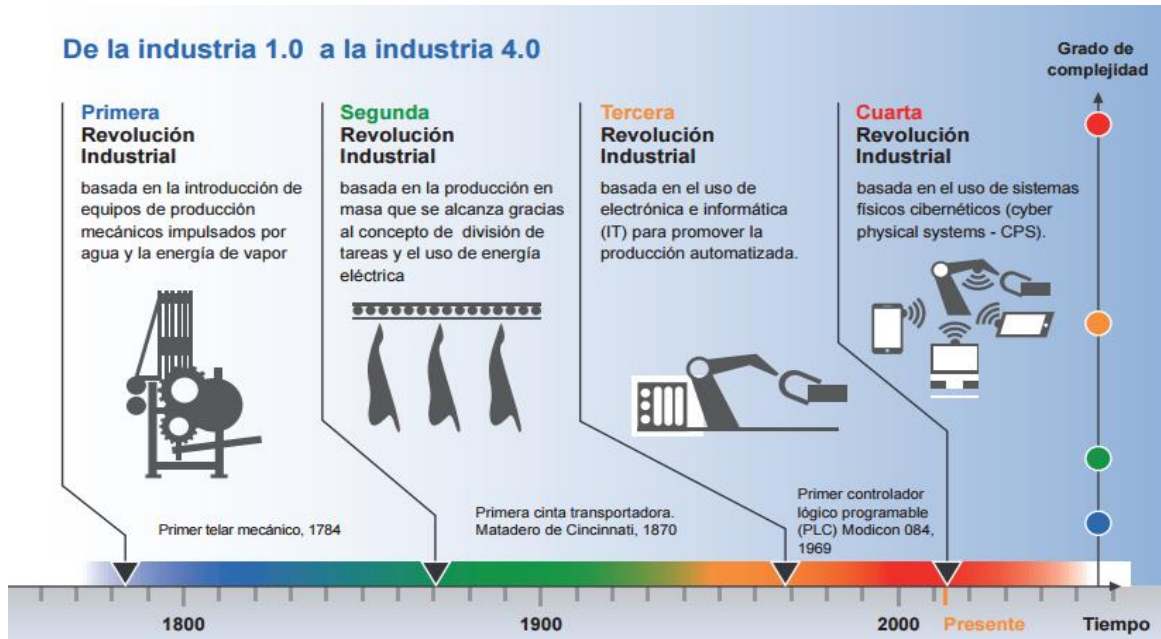 De la industria 1.0 a la industria 4.0
Grado de
complejidad
Primera
Revolución
Industrial
basada en la introducción de
equipos de producción
mecánicos impulsados por
agua y la energía de vapor
Segunda
Revolución
Industrial
basada en la producción en
masa que se alcanza gracias
al concepto de división de
tareas y el uso de energía
eléctrica
Tercera
Revolución
Industrial
basada en el uso de
electrónica e informática
(IT) para promover la
producción automatizada.
Cuarta
Revolución
Industrial
basada en el uso de sistemas
físicos cibernéticos (cyber
physical systems - CPS).
Primer telar mecánico, 1784
Primera cinta transportadora.
Matadero de Cincinnati, 1870
Primer controlador
lógico programable
(PLC) Modicon 084,
1969
1800
1900
2000
Presente
Tiempo